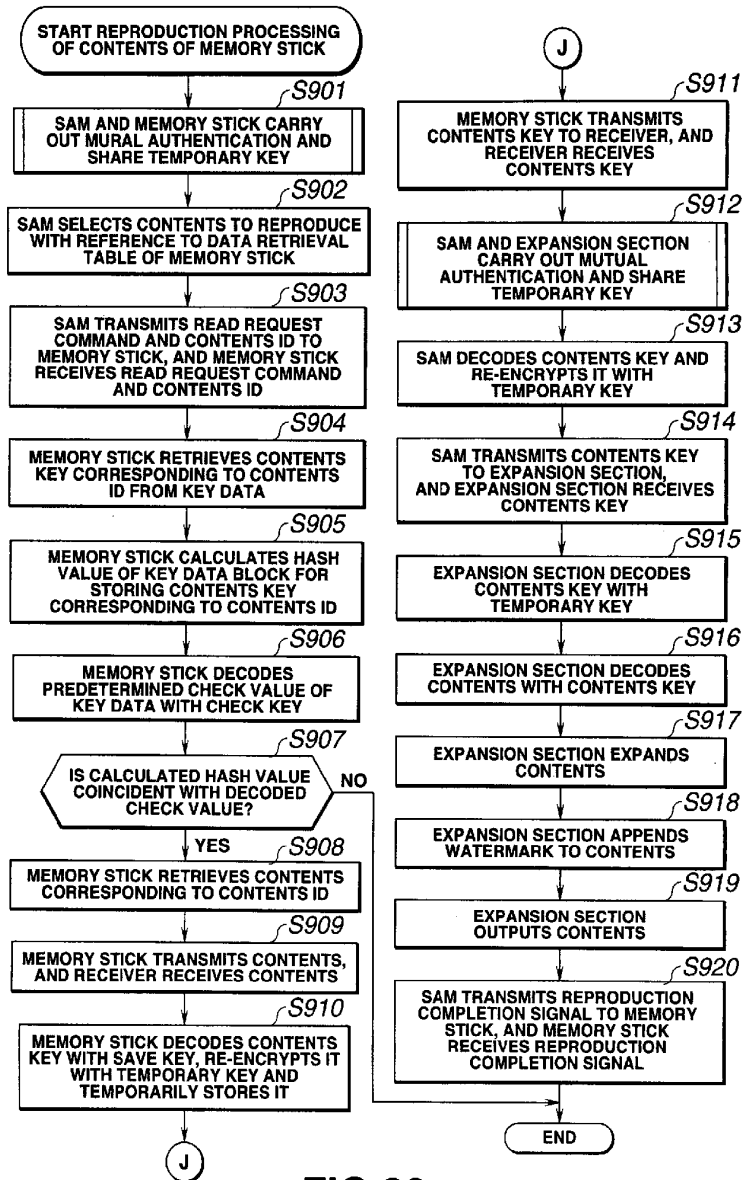 START REPRODUCTION PROCESSING
OF CONTENTS OF MEMORY STICK
S901
SAM AND MEMORY STICK CARRY
OUT MURAL AUTHENTICATION AND
SHARE TEMPORARY KEY
S902
SAM SELECTS CONTENTS TO REPRODUCE
WITH REFERENCE TO DATA RETRIEVAL
TABLE OF MEMORY STICK
S903
SAM TRANSMITS READ REQUEST
COMMAND AND CONTENTS ID TO
MEMORY STICK, AND MEMORY STICK
RECEIVES READ REQUEST COMMAND
AND CONTENTS ID
S904
MEMORY STICK RETRIEVES CONTENTS
KEY CORRESPONDING TO CONTENTS
ID FROM KEY DATA
S905
MEMORY STICK CALCULATES HASH
VALUE OF KEY DATA BLOCK FOR
STORING CONTENTS KEY
CORRESPONDING TO CONTENTS ID
S906
MEMORY STICK DECODES
PREDETERMINED CHECK VALUE OF
KEY DATA WITH CHECK KEY
S907
IS CALCULATED HASH VALUE
COINCIDENT WITH DECODED
CHECK VALUE?
NO
YES
S908
MEMORY STICK RETRIEVES CONTENTS
CORRESPONDING TO CONTENTS ID
S909
MEMORY STICK TRANSMITS CONTENTS,
AND RECEIVER RECEIVES CONTENTS
S910
MEMORY STICK DECODES CONTENTS
KEY WITH SAVE KEY, RE-ENCRYPTS IT
WITH TEMPORARY KEY AND
TEMPORARILY STORES IT
J
J
S911
MEMORY STICK TRANSMITS
CONTENTS KEY TO RECEIVER, AND
RECEIVER RECEIVES
CONTENTS KEY
S912
SAM AND EXPANSION SECTION
CARRY OUT MUTUAL
AUTHENTICATION AND SHARE
TEMPORARY KEY
S913
SAM DECODES CONTENTS KEY AND
RE-ENCRYPTS IT WITH
TEMPORARY KEY
S914
SAM TRANSMITS CONTENTS KEY
TO EXPANSION SECTION,
AND EXPANSION SECTION RECEIVES
CONTENTS KEY
S915
EXPANSION SECTION DECODES
CONTENTS KEY WITH
TEMPORARY KEY
S916
EXPANSION SECTION DECODES
CONTENTS WITH CONTENTS KEY
S917
EXPANSION SECTION EXPANDS
CONTENTS
S918
EXPANSION SECTION APPENDS
WATERMARK TO CONTENTS
S919
EXPANSION SECTION
OUTPUTS CONTENTS
S920
SAM TRANSMITS REPRODUCTION
COMPLETION SIGNAL TO MEMORY
STICK, AND MEMORY STICK
RECEIVES REPRODUCTION
COMPLETION SIGNAL
END